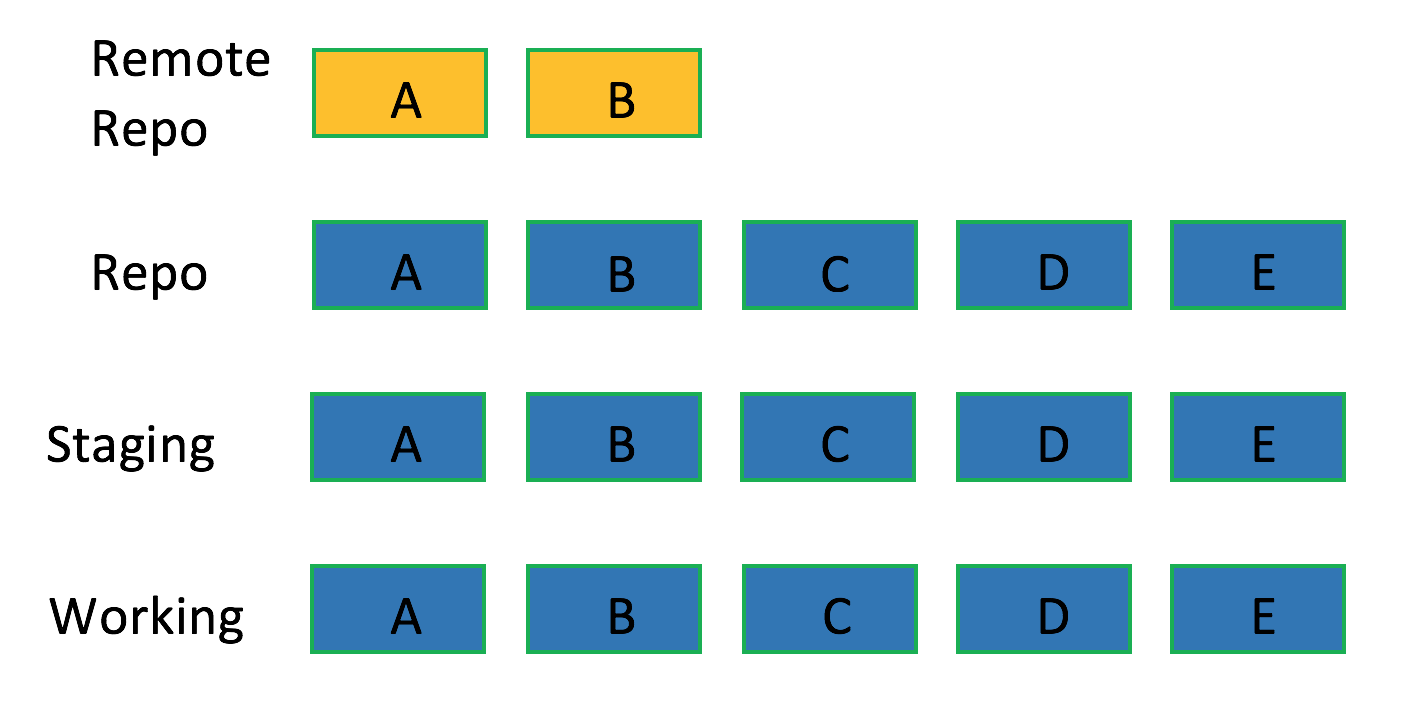 Remote
Repo
A B
Repo A B C D E
Staging A B C D E
Working A B C D E